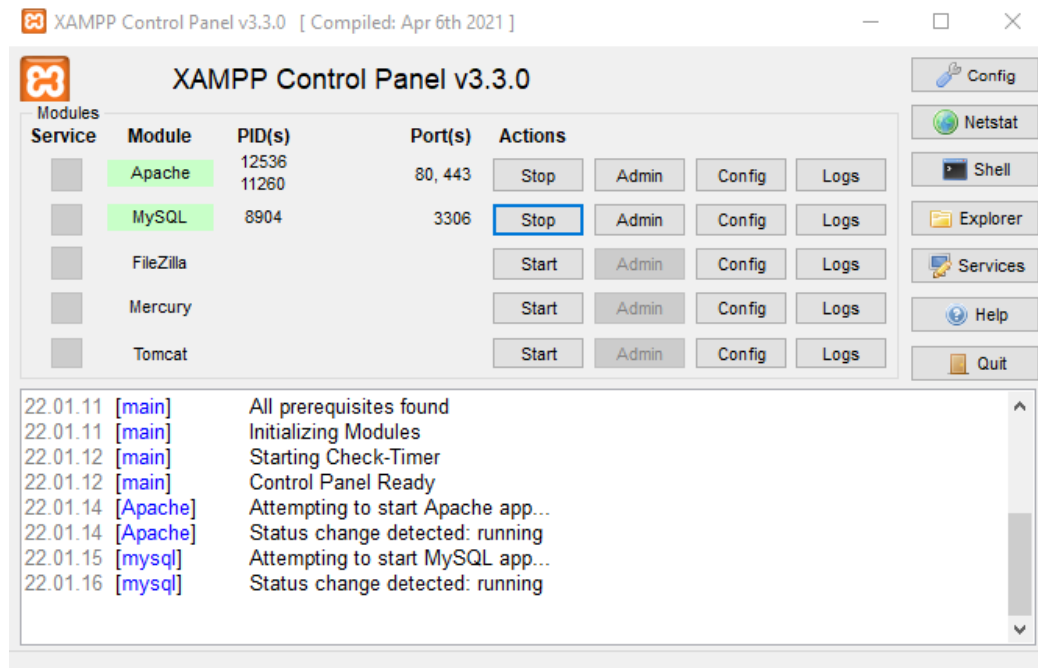 XAMPP Control Panel v3.3.0 [ Compiled: Apr 6th 2021 ]
XAMPP Control Panel v3.3.0
Config
Modules
Service Module PID(s) Port(s) Actions
Netstat
Apache 12536 11260 80, 443 Stop Admin Config Logs
Shell
MySQL 8904 3306 Stop Admin Config Logs
Explorer
FileZilla Start Admin Config Logs
Services
Mercury Start Admin Config Logs
Help
Tomcat Start Admin Config Logs
Quit
22.01.11 [main] All prerequisites found
22.01.11 [main] Initializing Modules
22.01.12 [main] Starting Check-Timer
22.01.12 [main] Control Panel Ready
22.01.14 [Apache] Attempting to start Apache app...
22.01.14 [Apache] Status change detected: running
22.01.15 [mysql] Attempting to start MySQL app...
22.01.16 [mysql] Status change detected: running